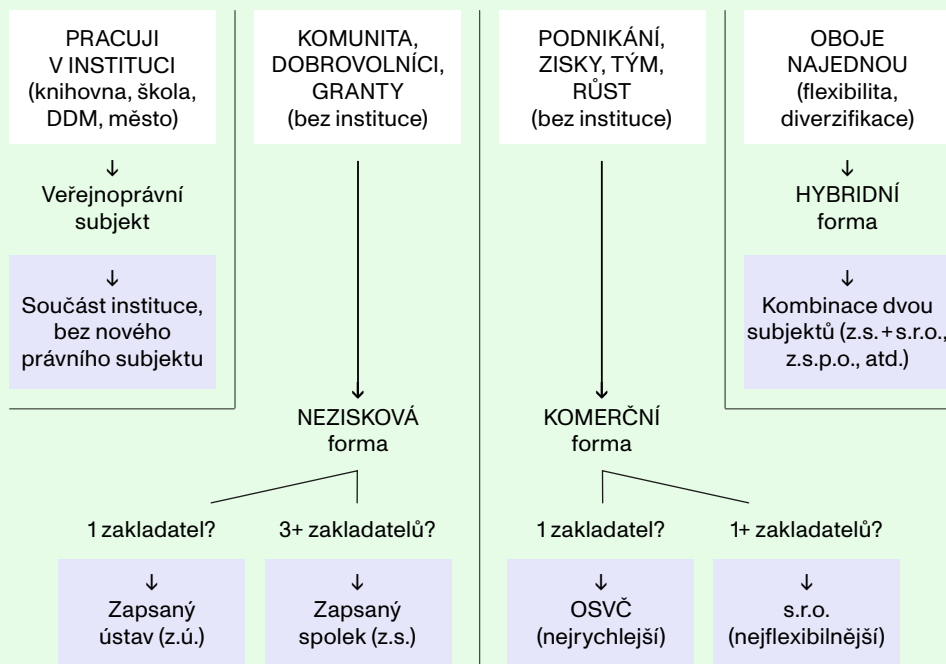 PRACUJI
V INSTITUCI
(knihovna, škola,
DDM, město)
↓
Veřejnoprávní
subjekt
↓
Součást instituce,
bez nového
právního subjektu
KOMUNITA,
DOBROVOLNÍCI,
GRANTY
(bez instituce)
NEZISKOVÁ
forma
1 zakladatel?
↓
Zapsaný
ústav (z.ú.)
3+ zakladatelů?
↓
Zapsaný
spolek (z.s.)
PODNIKÁNÍ,
ZISKY, TÝM,
RŮST
(bez instituce)
KOMERČNÍ
forma
1 zakladatel?
↓
OSVČ
(nejrychlejší)
1+ zakladatelů?
↓
s.r.o.
(nejflexibilnější)
OBOJE
NAJEDNOU
(flexibilita,
diverzifikace)
↓
HYBRIDNÍ
forma
↓
Kombinace dvou
subjektů (z.s.+s.r.o.,
z.s.p.o., atd.)